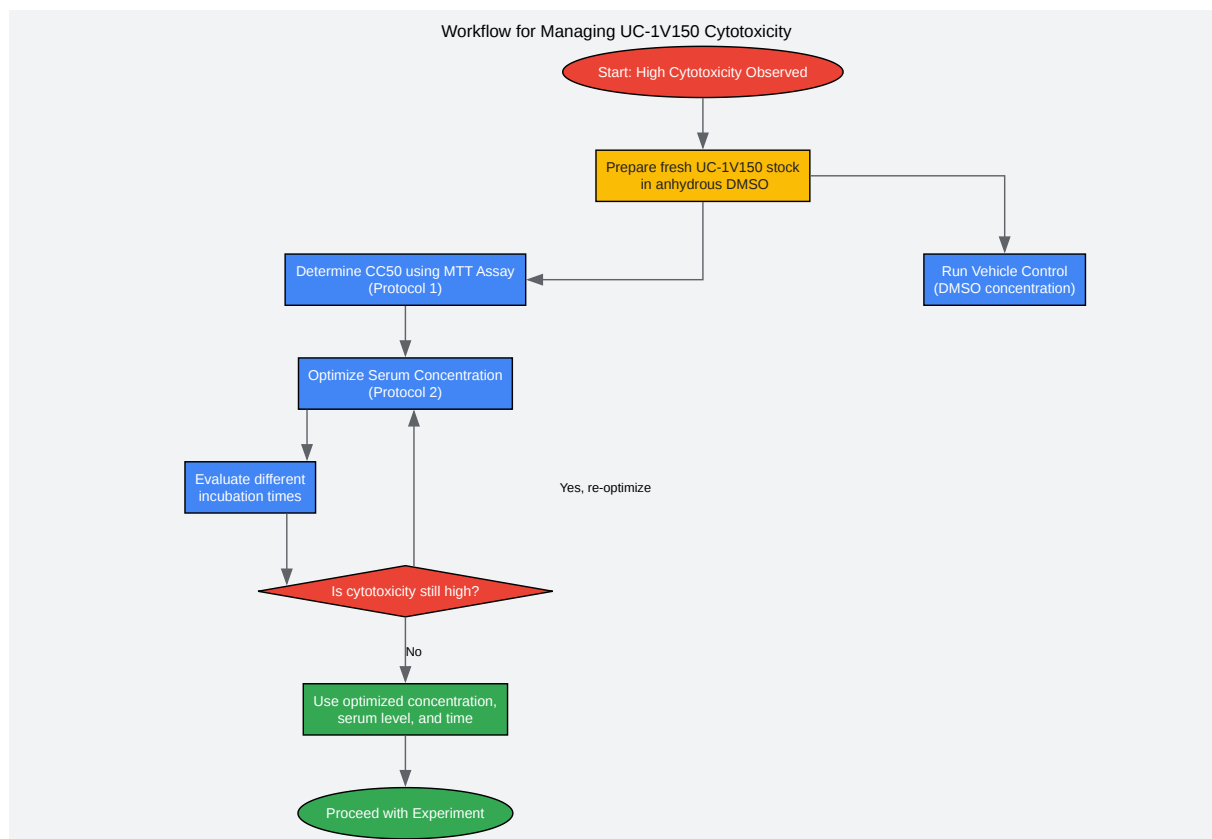 Workflow for Managing UC-1V150 Cytotoxicity
Start: High Cytotoxicity Observed
Prepare fresh UC-1V150 stock
in anhydrous DMSO
Determine CC50 using MTT Assay
(Protocol 1)
Run Vehicle Control
(DMSO concentration)
Optimize Serum Concentration
(Protocol 2)
Evaluate different
incubation times
Yes, re-optimize
Is cytotoxicity still high?
No
Use optimized concentration,
serum level, and time
Proceed with Experiment